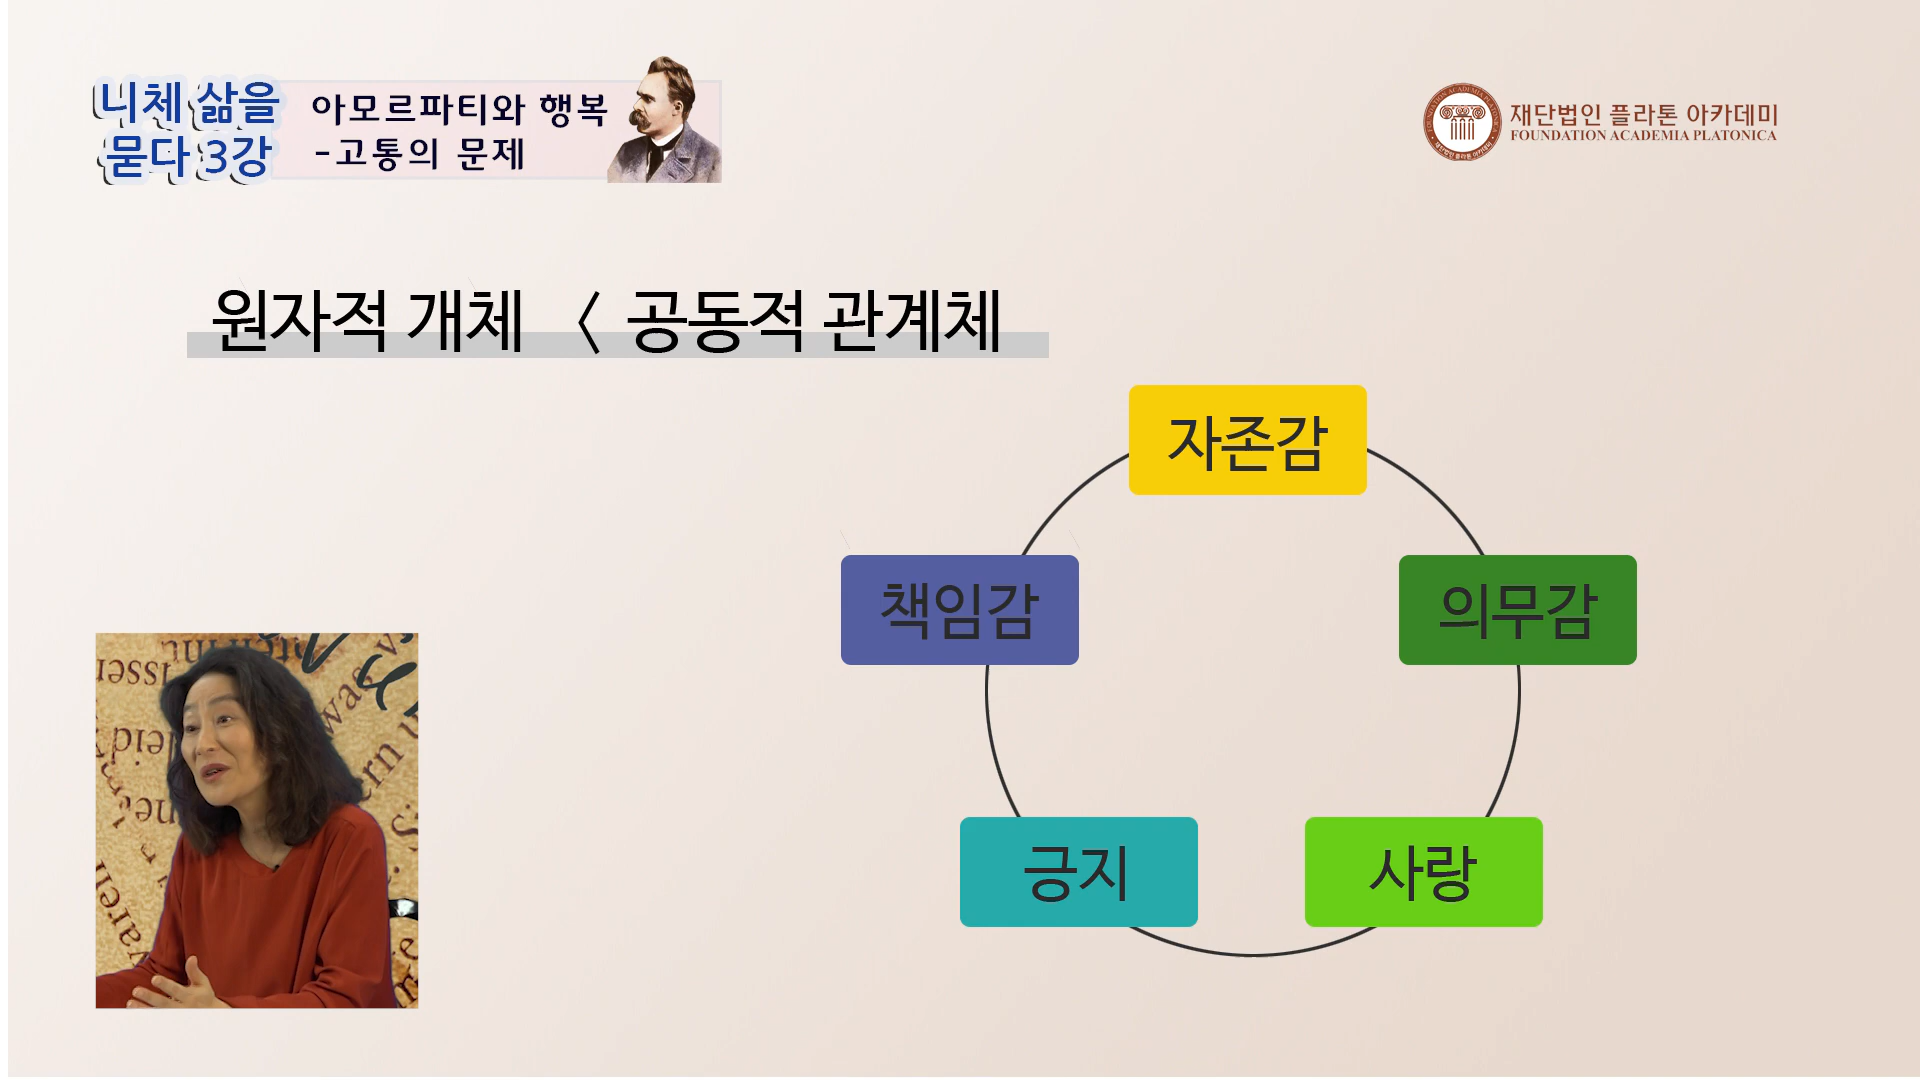 니체 삶을
묻다 3강
아모르파티와 행복
-고통의 문제
재단법인 플라톤 아카데미
FOUNDATION ACADEMIA PLATONICA
원자적 개체 < 공동적 관계체
자존감
책임감
의무감
긍지
사랑
was